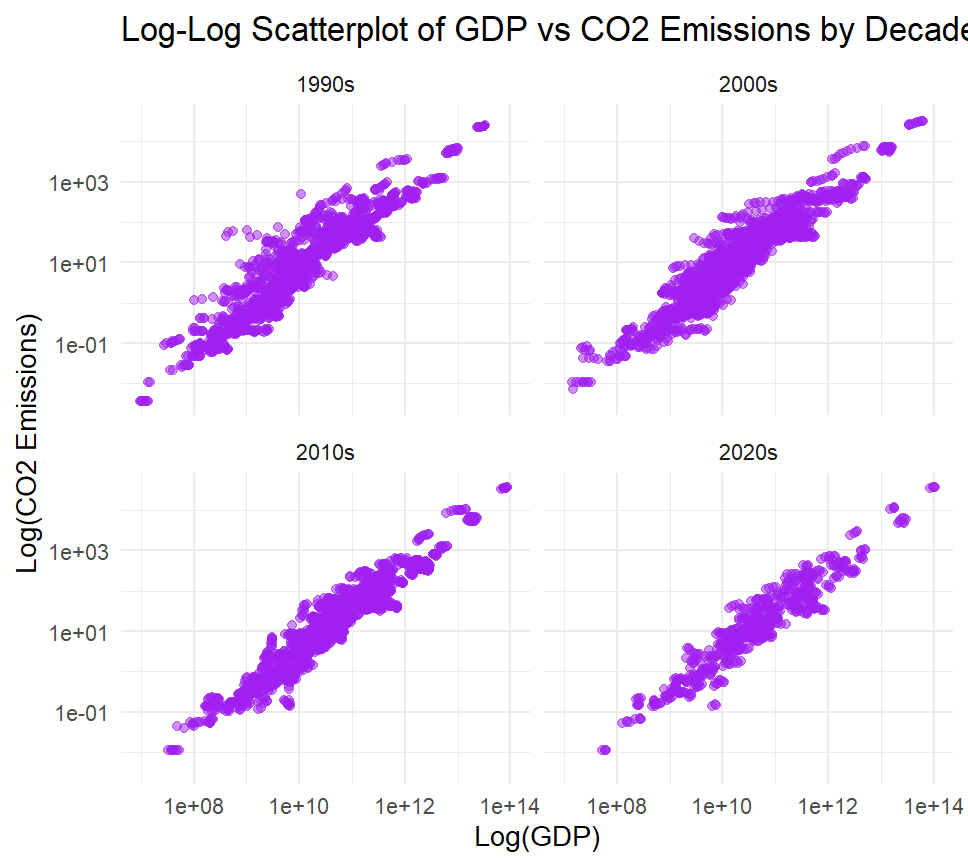 Log-Log Scatterplot of GDP vs CO2 Emissions by Decade
1990s
2000s
1e+03
1e+01
1e-01
2010s
2020s
1e+03
1e+01
1e-01
1e+08
1e+10
1e+12
1e+14
1e+08
1e+10
1e+12
1e+14
Log(GDP)
Log(CO2 Emissions)